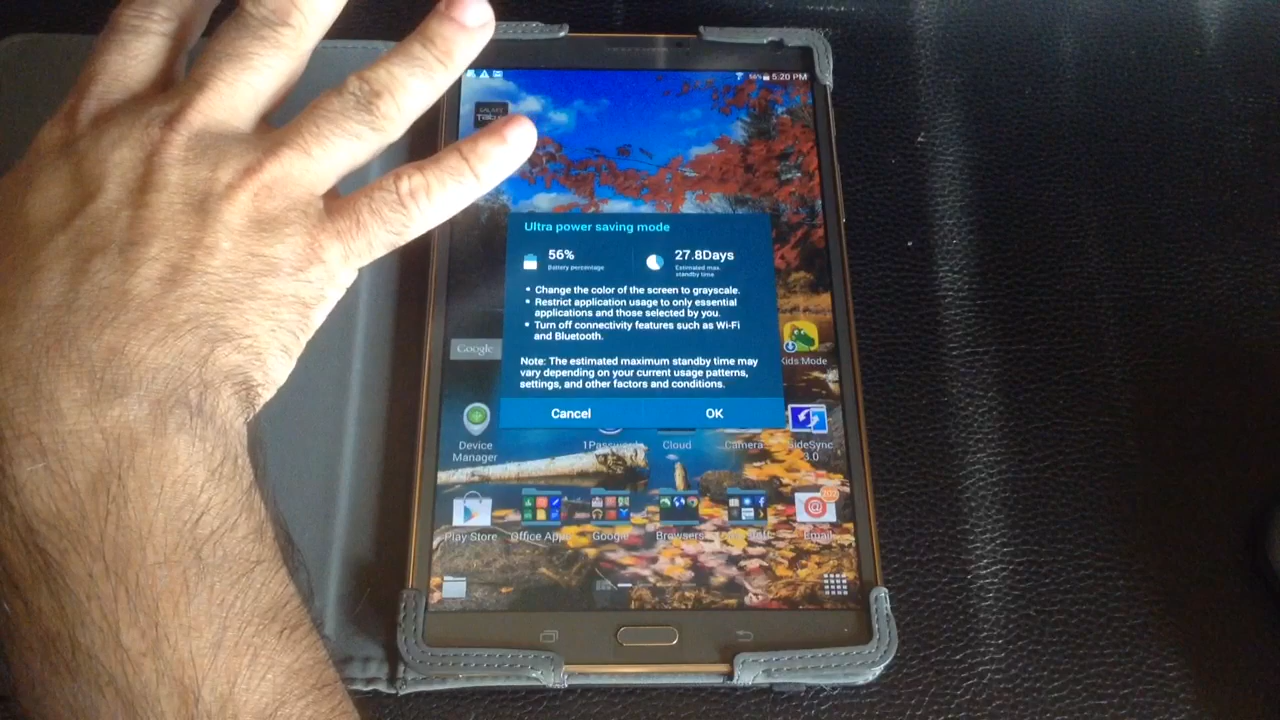 56% 5:20 PM
GALAXY
Ultra power saving mode
56% 27.8Days
Battery percentage Estimated max.
standby time
• Change the color of the screen to grayscale.
• Restrict application usage to only essential
applications and those selected by you.
• Turn off connectivity features such as Wi-Fi
and Bluetooth.
Google
Kids Mode
Note: The estimated maximum standby time may
vary depending on your current usage patterns,
settings, and other factors and conditions.
Cancel OK
Device
Manager
1Password
Cloud
Camera
SideSync
3.0
202
Play Store Office Apps Google Browsers Email